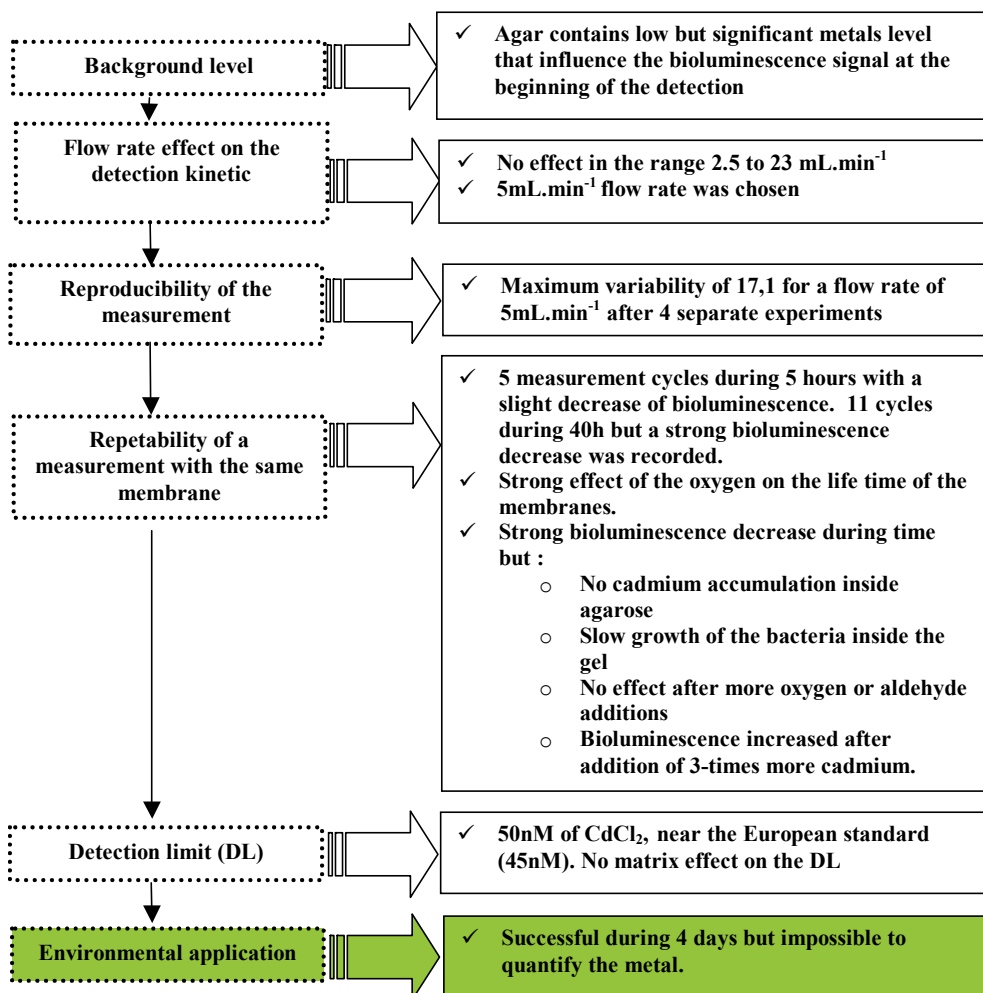 Background level
✓ Agar contains low but significant metals level
that influence the bioluminescence signal at the
beginning of the detection
Flow rate effect on the
detection kinetic
✓ No effect in the range 2.5 to 23 mL.min⁻¹
✓ 5mL.min⁻¹ flow rate was chosen
Reproducibility of the
measurement
✓ Maximum variability of 17,1 for a flow rate of
5mL.min⁻¹ after 4 separate experiments
Repetability of a
measurement with the same
membrane
✓ 5 measurement cycles during 5 hours with a
slight decrease of bioluminescence. 11 cycles
during 40h but a strong bioluminescence
decrease was recorded.
✓ Strong effect of the oxygen on the life time of the
membranes.
✓ Strong bioluminescence decrease during time
but :
o No cadmium accumulation inside
agarose
o Slow growth of the bacteria inside the
gel
o No effect after more oxygen or aldehyde
additions
o Bioluminescence increased after
addition of 3-times more cadmium.
Detection limit (DL)
✓ 50nM of CdCl₂, near the European standard
(45nM). No matrix effect on the DL
Environmental application
✓ Successful during 4 days but impossible to
quantify the metal.